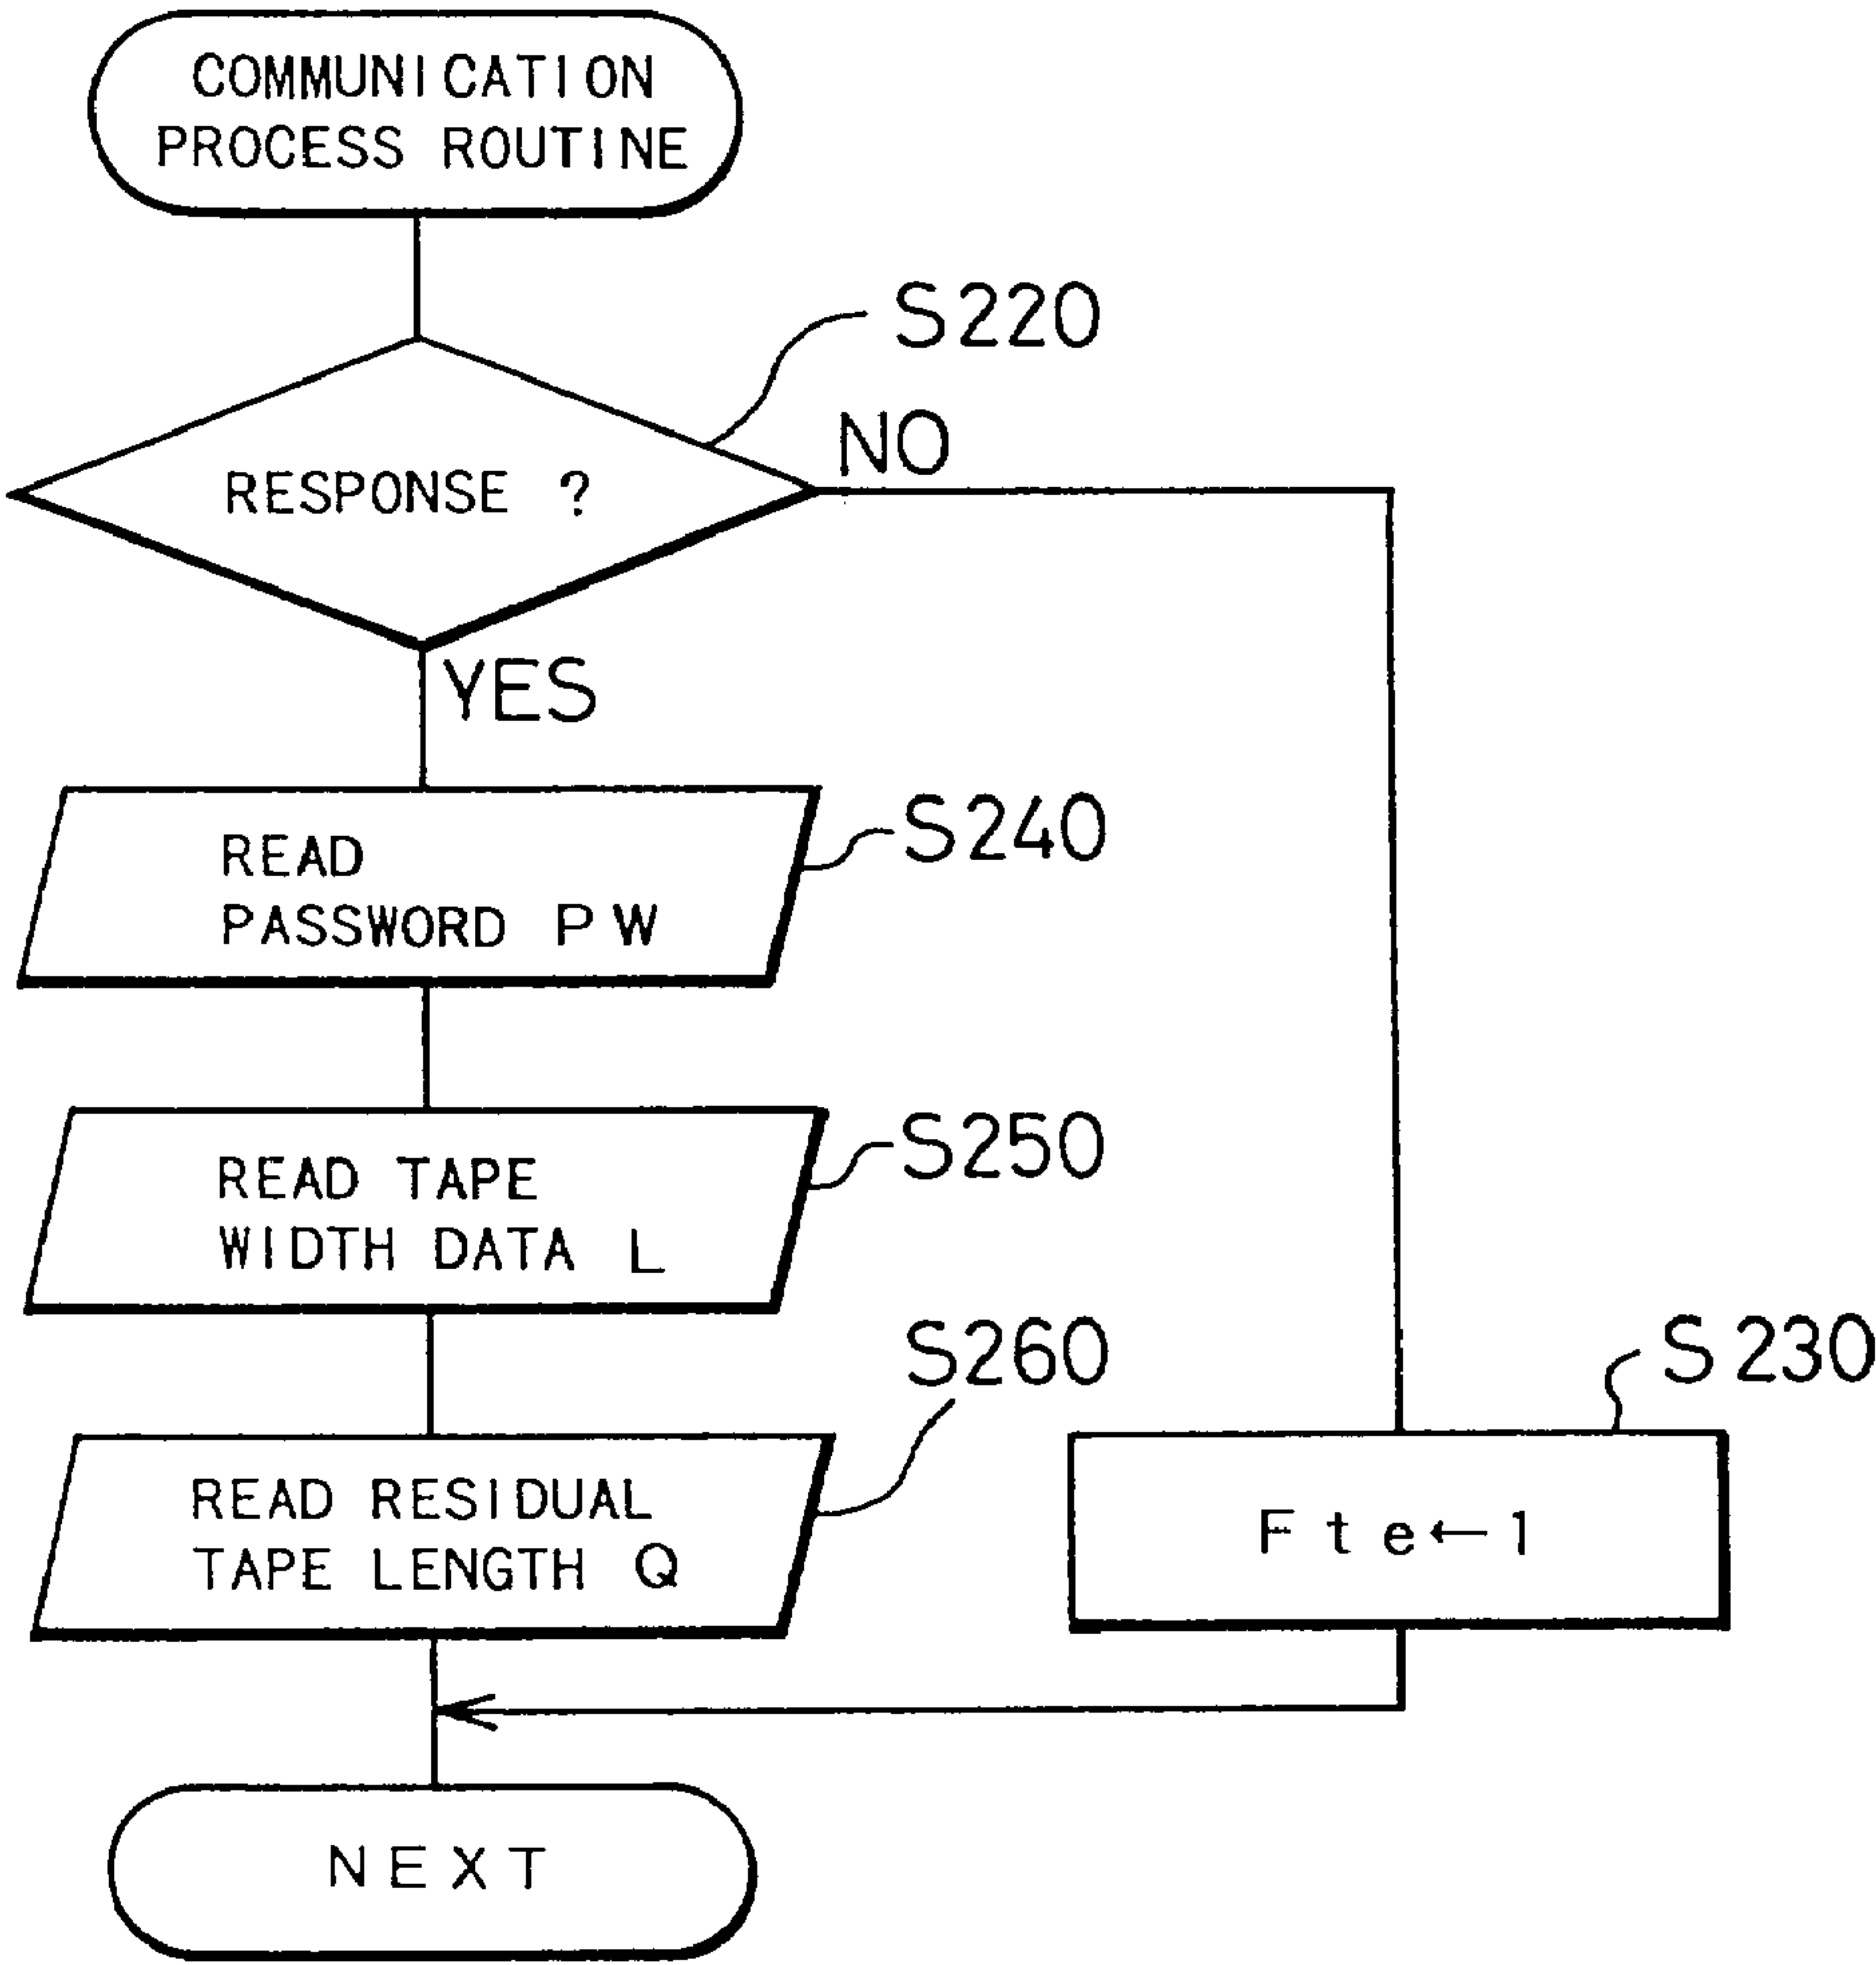 COMMUNICATION
PROCESS ROUTINE
S220
NO
RESPONSE ?
YES
S240
READ
PASSWORD PW
S250
READ TAPE
WIDTH DATA L
S260
READ RESIDUAL
TAPE LENGTH Q
S230
Fte←1
NEXT